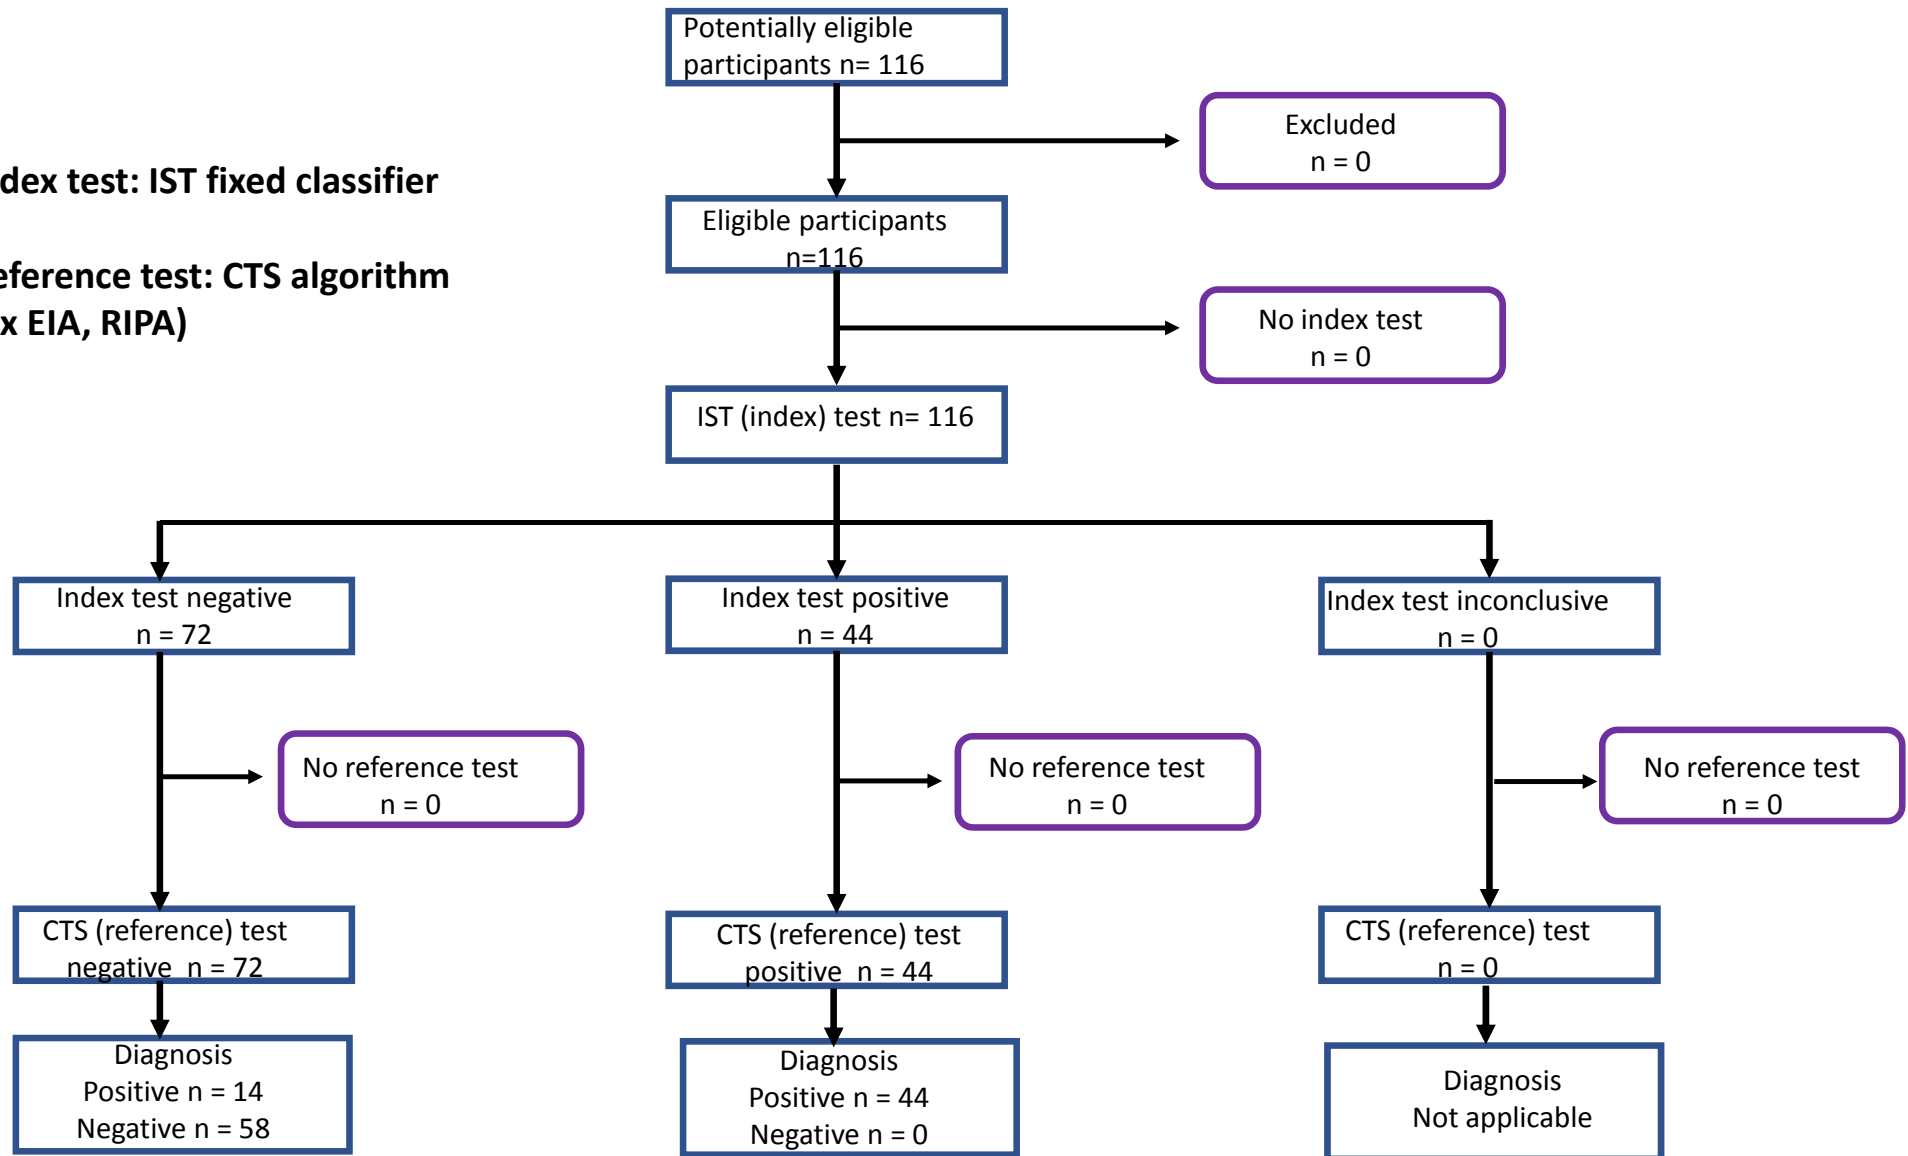 Potentially eligible
participants n= 116
Excluded
n = 0
dex test: IST fixed classifier
Eligible participants
n=116
eference test: CTS algorithm
x EIA, RIPA)
No index test
n = 0
IST (index) test n= 116
Index test negative
n = 72
Index test positive
n = 44
Index test inconclusive
n = 0
No reference test
n = 0
No reference test
n = 0
No reference test
n = 0
CTS (reference) test
negative n = 72
CTS (reference) test
positive n = 44
CTS (reference) test
n = 0
Diagnosis
Positive n = 14
Negative n = 58
Diagnosis
Positive n = 44
Negative n = 0
Diagnosis
Not applicable